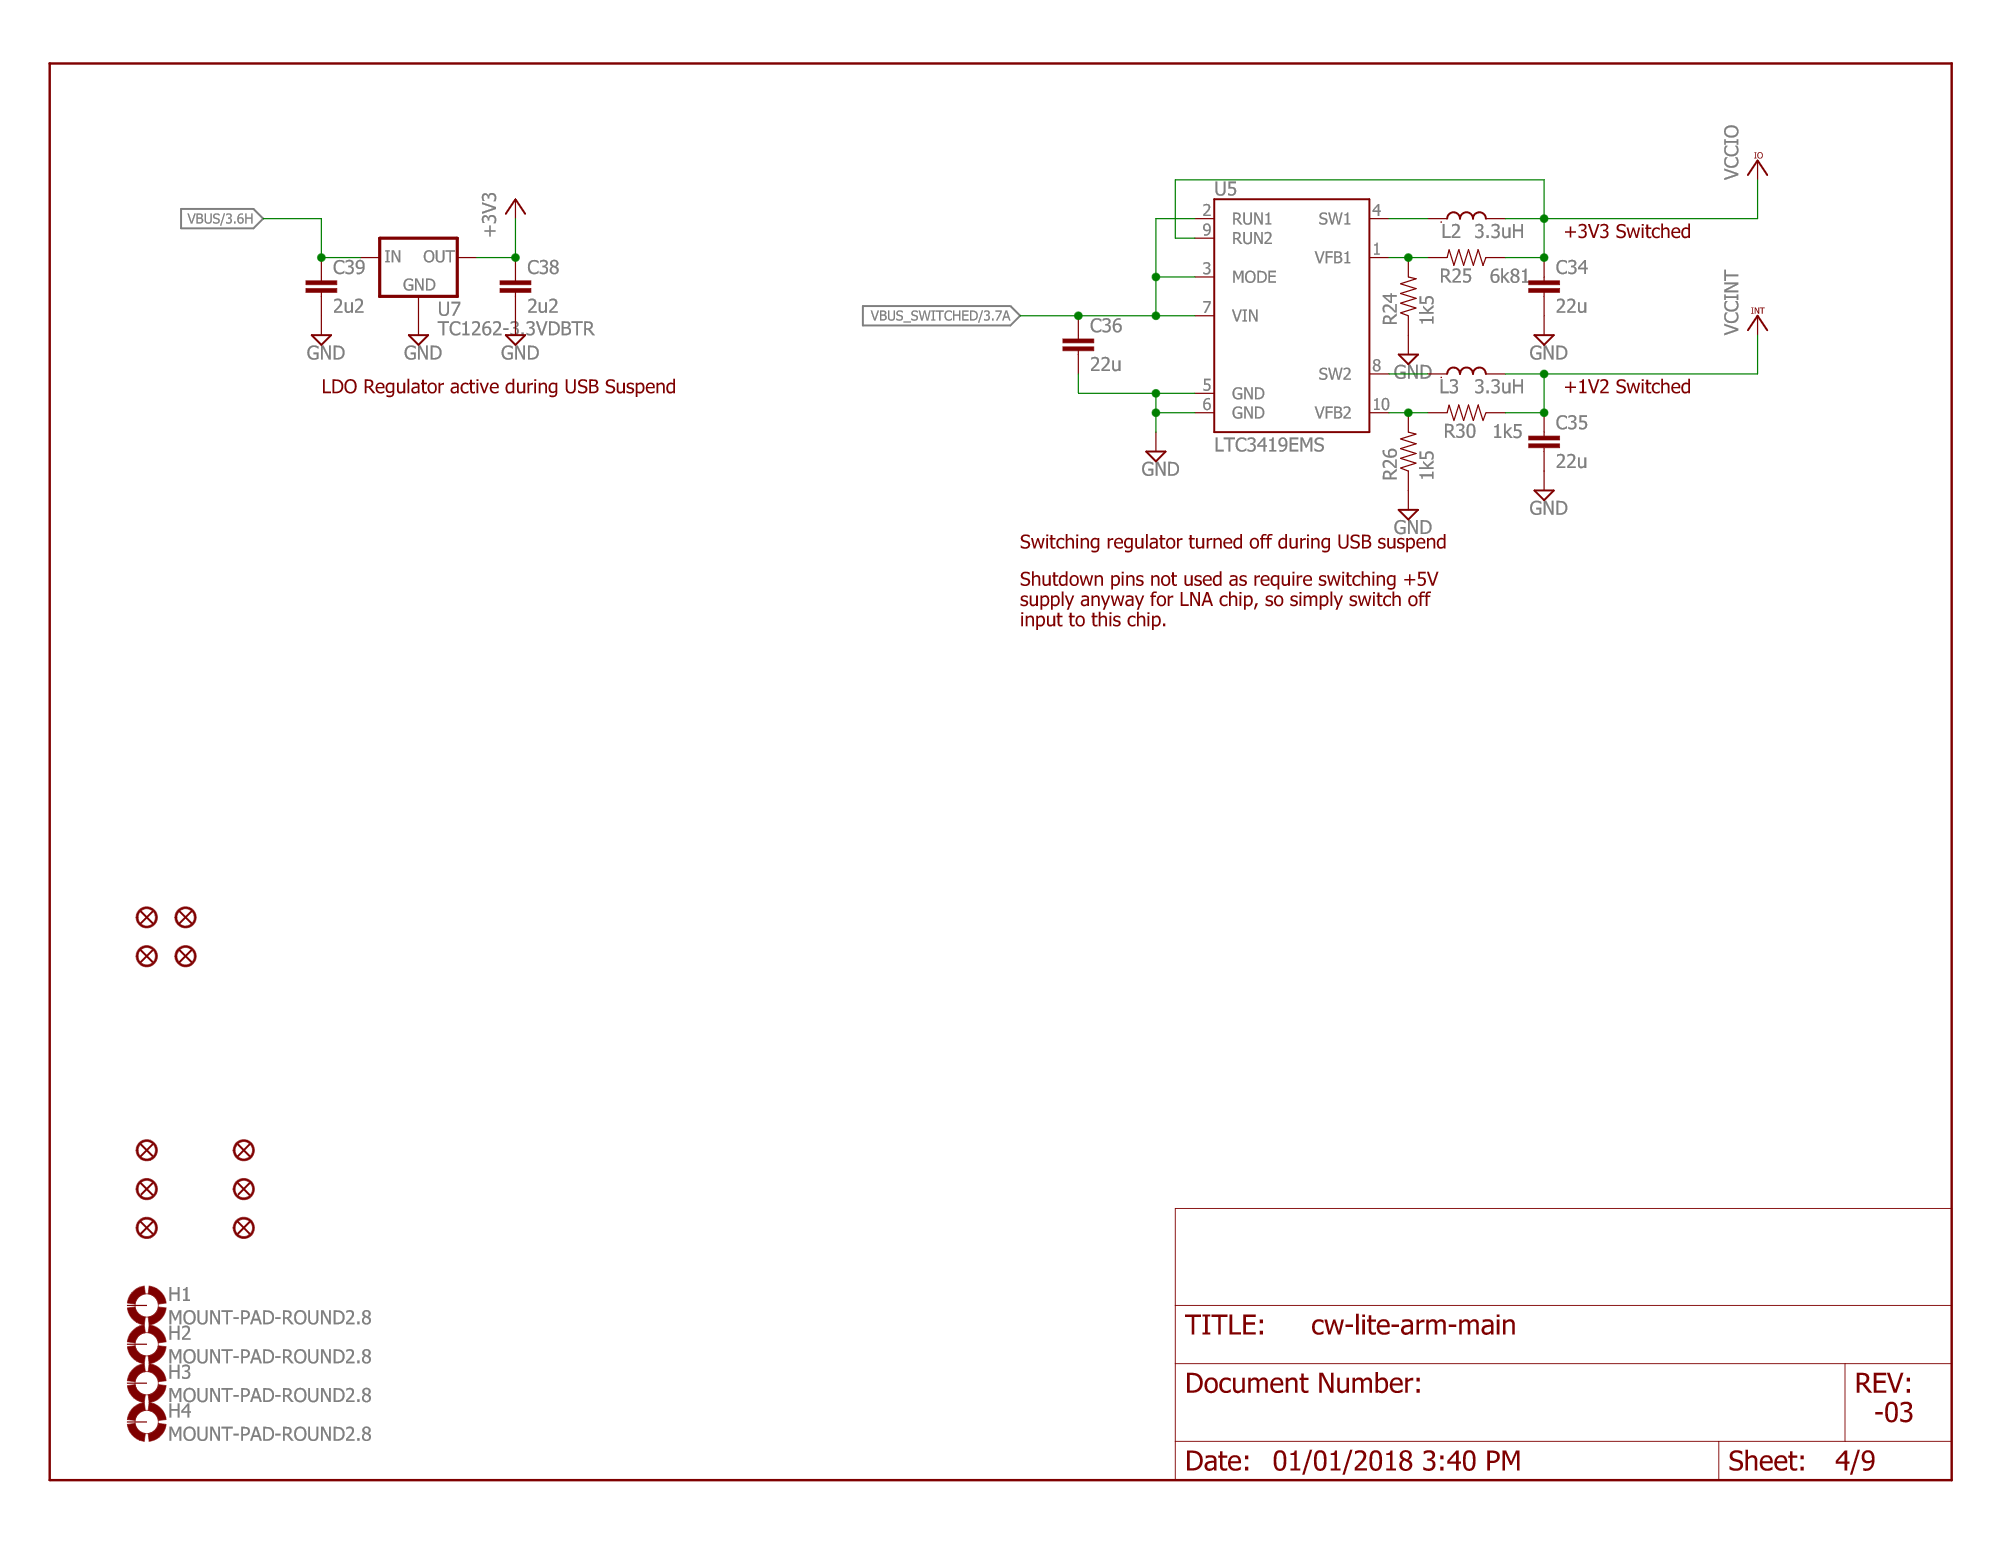 VBUS/3.6H
+3V3
IN
OUT
GND
C39
2u2
C38
2u2
U7
TC1262-3.3VDBTR
GND
GND
GND
LDO Regulator active during USB Suspend
VBUS_SWITCHED/3.7A
C36
22u
GND
U5
2
RUN1
9
RUN2
3
MODE
7
VIN
5
GND
6
GND
SW1
4
VFB1
1
SW2
8
VFB2
10
LTC3419EMS
L2
3.3uH
R25
6k81
R24
1k5
GND
C34
22u
GND
+3V3 Switched
VCCIO
IO
L3
3.3uH
R30
1k5
R26
1k5
GND
C35
22u
GND
+1V2 Switched
VCCINT
INT
Switching regulator turned off during USB suspend
Shutdown pins not used as require switching +5V
supply anyway for LNA chip, so simply switch off
input to this chip.
H1
MOUNT-PAD-ROUND2.8
H2
MOUNT-PAD-ROUND2.8
H3
MOUNT-PAD-ROUND2.8
H4
MOUNT-PAD-ROUND2.8
TITLE: cw-lite-arm-main
Document Number:
REV:
-03
Date: 01/01/2018 3:40 PM
Sheet: 4/9